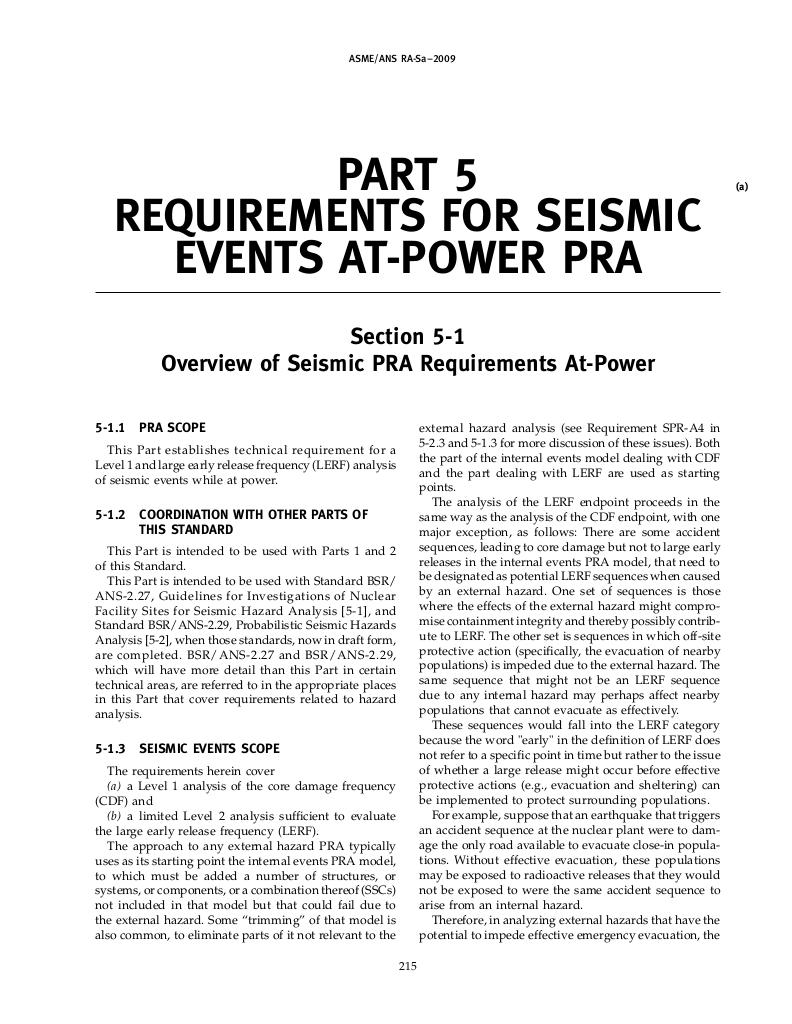 ASME/ANS RA-Sa–2009
PART 5
(a)
REQUIREMENTS FOR SEISMIC
EVENTS AT-POWER PRA
Section 5-1
Overview of Seismic PRA Requirements At-Power
5-1.1 PRA SCOPE
This Part establishes technical requirement for a
Level 1 and large early release frequency (LERF) analysis
of seismic events while at power.
5-1.2 COORDINATION WITH OTHER PARTS OF
THIS STANDARD
This Part is intended to be used with Parts 1 and 2
of this Standard.
This Part is intended to be used with Standard BSR/
ANS-2.27, Guidelines for Investigations of Nuclear
Facility Sites for Seismic Hazard Analysis [5-1], and
Standard BSR/ANS-2.29, Probabilistic Seismic Hazards
Analysis [5-2], when those standards, now in draft form,
are completed. BSR/ANS-2.27 and BSR/ANS-2.29,
which will have more detail than this Part in certain
technical areas, are referred to in the appropriate places
in this Part that cover requirements related to hazard
analysis.
5-1.3 SEISMIC EVENTS SCOPE
The requirements herein cover
(a) a Level 1 analysis of the core damage frequency
(CDF) and
(b) a limited Level 2 analysis sufficient to evaluate
the large early release frequency (LERF).
The approach to any external hazard PRA typically
uses as its starting point the internal events PRA model,
to which must be added a number of structures, or
systems, or components, or a combination thereof (SSCs)
not included in that model but that could fail due to
the external hazard. Some “trimming” of that model is
also common, to eliminate parts of it not relevant to the
external hazard analysis (see Requirement SPR-A4 in
5-2.3 and 5-1.3 for more discussion of these issues). Both
the part of the internal events model dealing with CDF
and the part dealing with LERF are used as starting
points.
The analysis of the LERF endpoint proceeds in the
same way as the analysis of the CDF endpoint, with one
major exception, as follows: There are some accident
sequences, leading to core damage but not to large early
releases in the internal events PRA model, that need to
be designated as potential LERF sequences when caused
by an external hazard. One set of sequences is those
where the effects of the external hazard might compro-
mise containment integrity and thereby possibly contrib-
ute to LERF. The other set is sequences in which off-site
protective action (specifically, the evacuation of nearby
populations) is impeded due to the external hazard. The
same sequence that might not be an LERF sequence
due to any internal hazard may perhaps affect nearby
populations that cannot evacuate as effectively.
These sequences would fall into the LERF category
because the word "early" in the definition of LERF does
not refer to a specific point in time but rather to the issue
of whether a large release might occur before effective
protective actions (e.g., evacuation and sheltering) can
be implemented to protect surrounding populations.
For example, suppose that an earthquake that triggers
an accident sequence at the nuclear plant were to dam-
age the only road available to evacuate close-in popula-
tions. Without effective evacuation, these populations
may be exposed to radioactive releases that they would
not be exposed to were the same accident sequence to
arise from an internal hazard.
Therefore, in analyzing external hazards that have the
potential to impede effective emergency evacuation, the
215